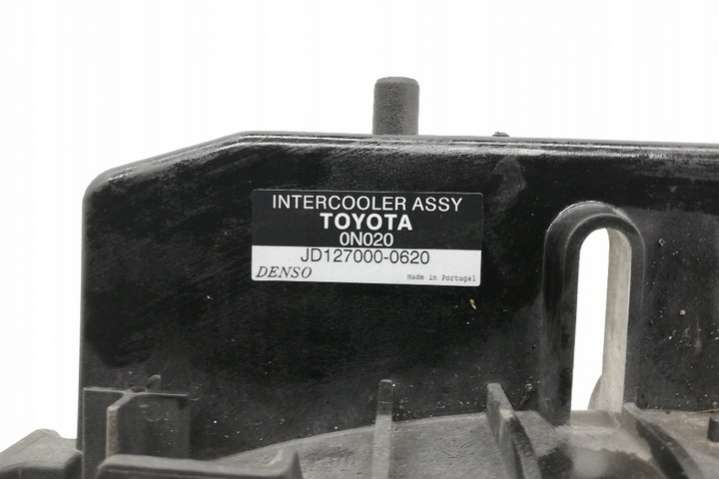 INTERCOOLER ASSY
TOYOTA
0N020
JD127000-0620
DENSO Made in Portugal